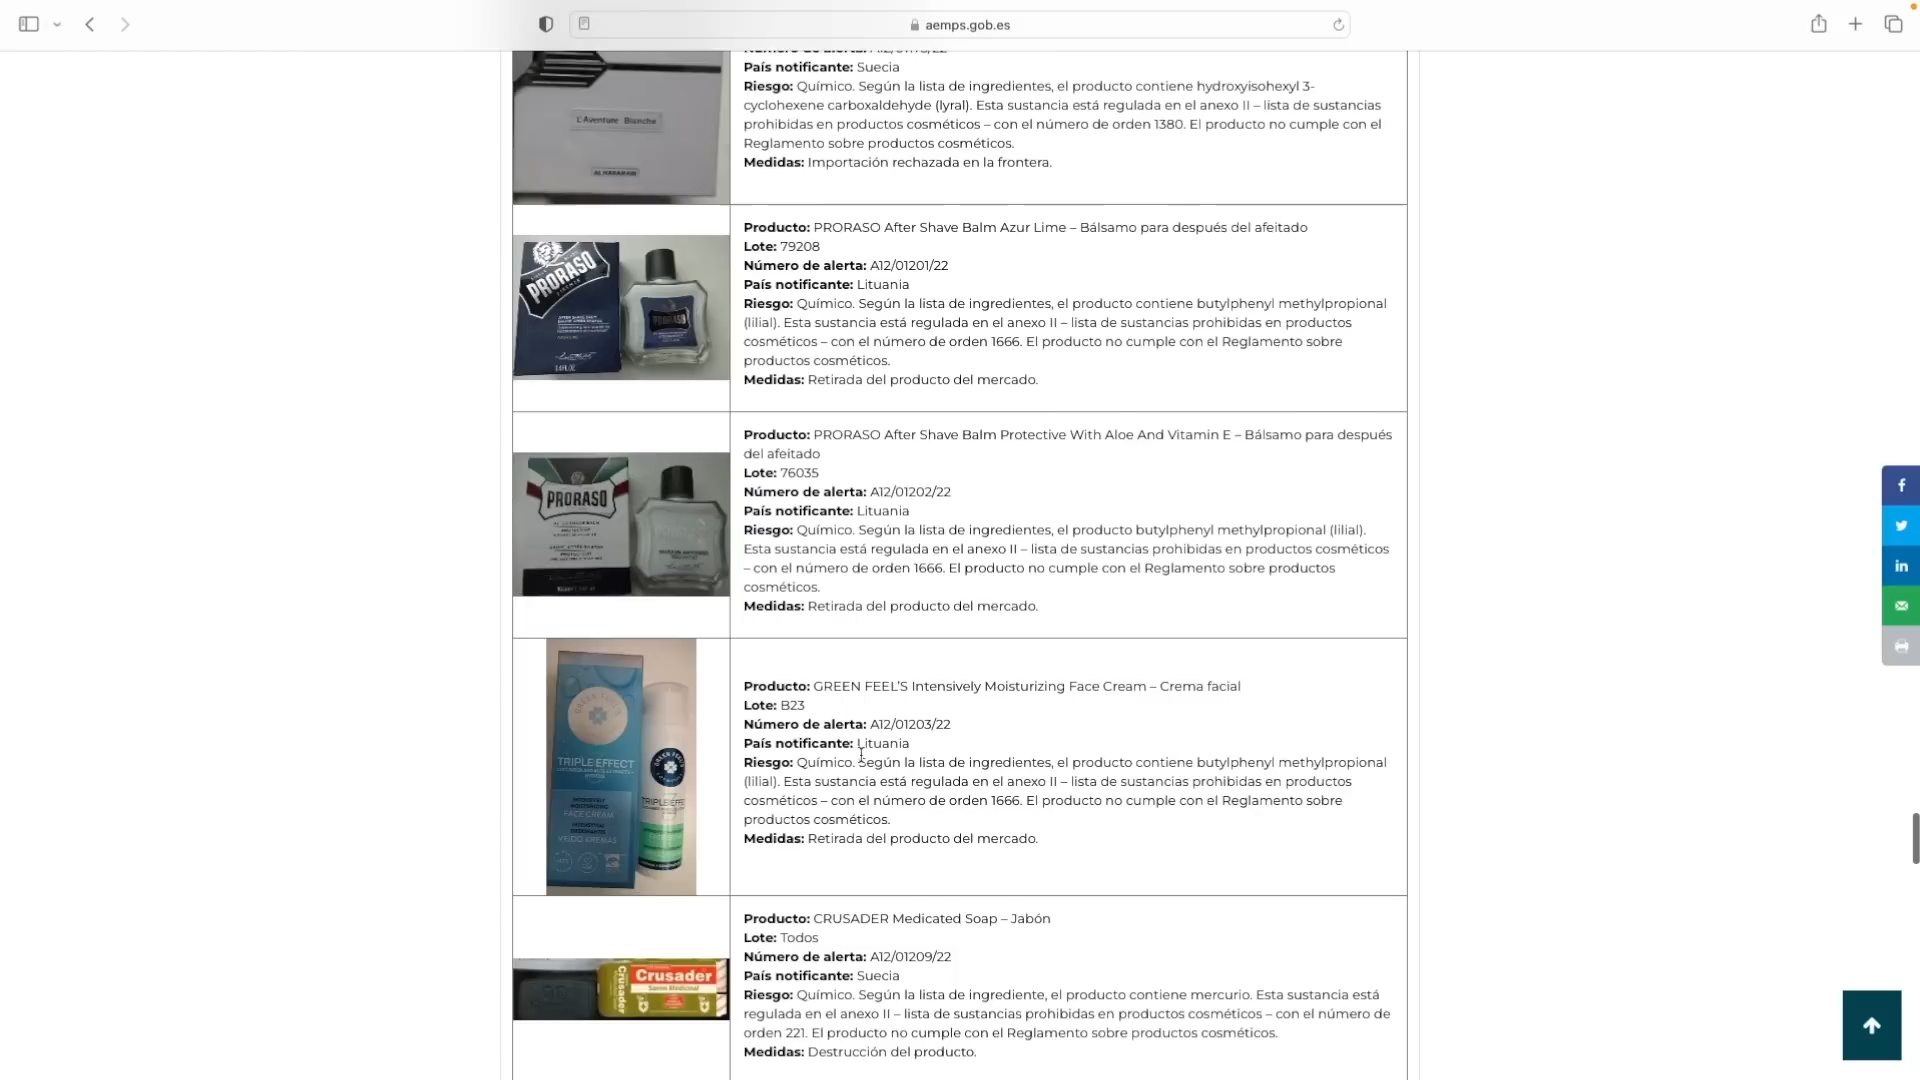 aemps.gob.es
País notificante: Suecia
Riesgo: Químico. Según la lista de ingredientes, el producto contiene hydroxyisohexyl 3-
cyclohexene carboxaldehyde (lyral). Esta sustancia está regulada en el anexo II – lista de sustancias
prohibidas en productos cosméticos – con el número de orden 1380. El producto no cumple con el
Reglamento sobre productos cosméticos.
Medidas: Importación rechazada en la frontera.
L'Aventure Blanche
AL HARAMAIN
Producto: PRORASO After Shave Balm Azur Lime – Bálsamo para después del afeitado
Lote: 79208
Número de alerta: A12/01201/22
País notificante: Lituania
Riesgo: Químico. Según la lista de ingredientes, el producto contiene butylphenyl methylpropional
(lilial). Esta sustancia está regulada en el anexo II – lista de sustancias prohibidas en productos
cosméticos – con el número de orden 1666. El producto no cumple con el Reglamento sobre
productos cosméticos.
Medidas: Retirada del producto del mercado.
PRORASO
PRORASO
Producto: PRORASO After Shave Balm Protective With Aloe And Vitamin E – Bálsamo para después
del afeitado
Lote: 76035
Número de alerta: A12/01202/22
País notificante: Lituania
Riesgo: Químico. Según la lista de ingredientes, el producto butylphenyl methylpropional (lilial).
Esta sustancia está regulada en el anexo II – lista de sustancias prohibidas en productos cosméticos
– con el número de orden 1666. El producto no cumple con el Reglamento sobre productos
cosméticos.
Medidas: Retirada del producto del mercado.
PRORASO
Producto: GREEN FEEL'S Intensively Moisturizing Face Cream – Crema facial
Lote: B23
Número de alerta: A12/01203/22
País notificante: Lituania
Riesgo: Químico. Según la lista de ingredientes, el producto contiene butylphenyl methylpropional
(lilial). Esta sustancia está regulada en el anexo II – lista de sustancias prohibidas en productos
cosméticos – con el número de orden 1666. El producto no cumple con el Reglamento sobre
productos cosméticos.
Medidas: Retirada del producto del mercado.
TRIPLE EFFECT
FACE CREAM
VEIDO KREMAS
Producto: CRUSADER Medicated Soap – Jabón
Lote: Todos
Número de alerta: A12/01209/22
País notificante: Suecia
Riesgo: Químico. Según la lista de ingrediente, el producto contiene mercurio. Esta sustancia está
regulada en el anexo II – lista de sustancias prohibidas en productos cosméticos – con el número de
orden 221. El producto no cumple con el Reglamento sobre productos cosméticos.
Medidas: Destrucción del producto.
Crusader
Crusader